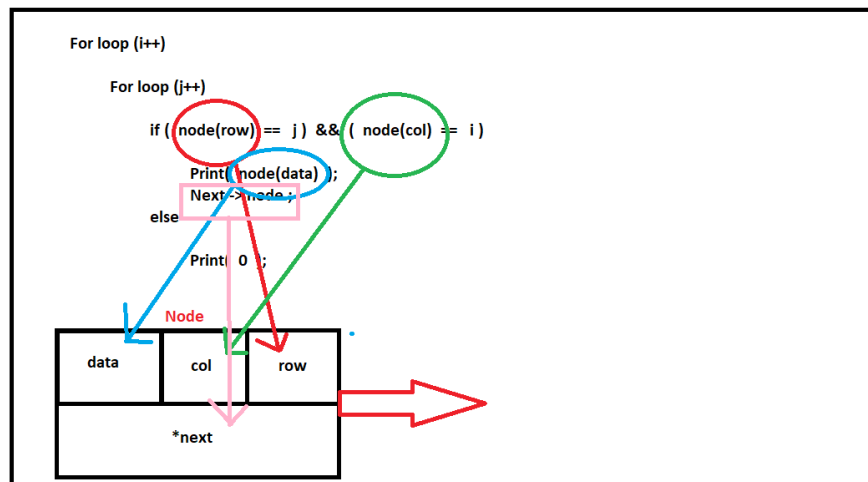 For loop (i++)
For loop (j++)
if ( node(row) == j ) && ( node(col) == i )
Print( node(data) );
Next -> node ;
else
Print( 0 );
Node
data col row
*next